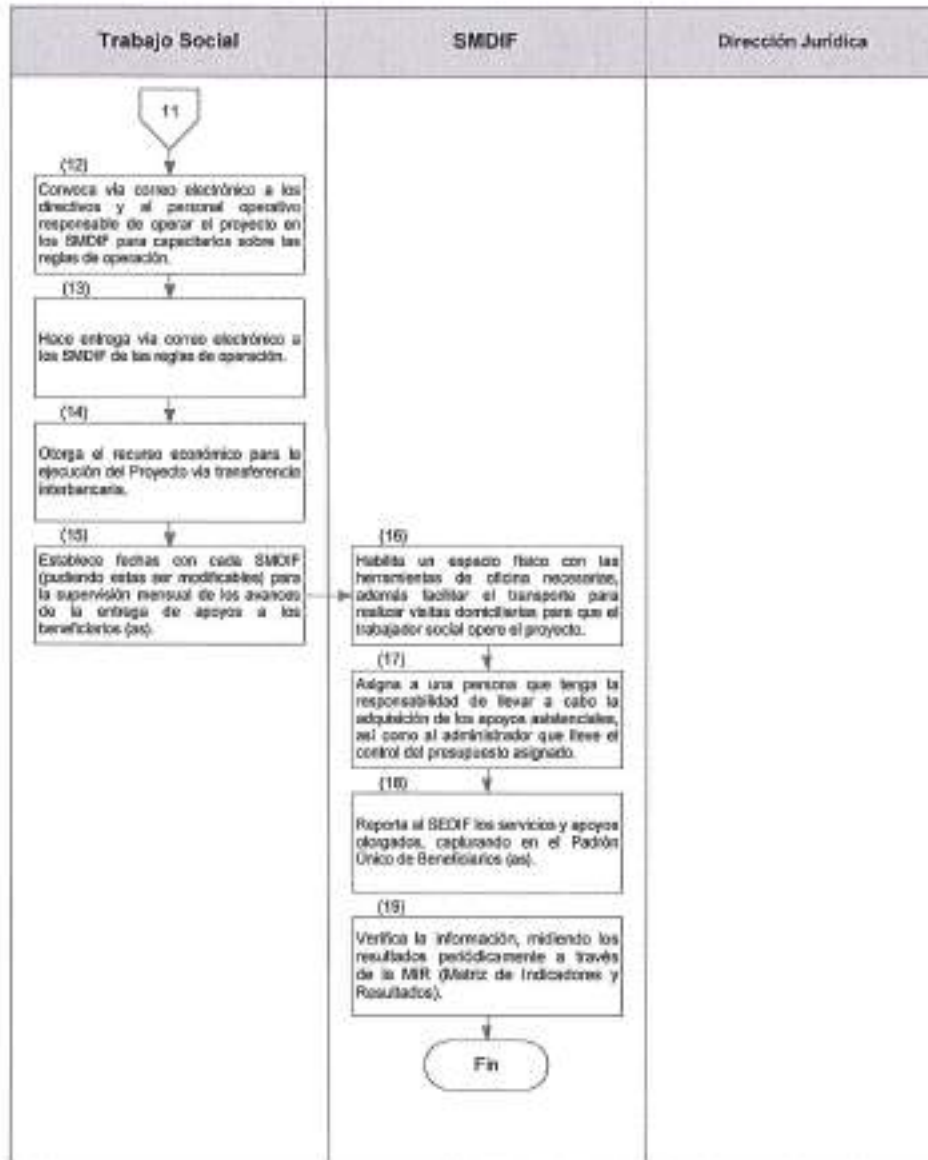 Trabajo Social
SMDIF
Dirección Jurídica
11
(12)
Convoca vía correo electrónico a los
directivos y al personal operativo
responsable de operar el proyecto en
los SMDIF para capacitarlos sobre las
reglas de operación.
(13)
Hace entrega vía correo electrónico a
los SMDIF de las reglas de operación.
(14)
Otorga el recurso económico para la
ejecución del Proyecto vía transferencia
interbancaria.
(15)
Establece fechas con cada SMDIF
(pudiendo estas ser modificables) para
la supervisión mensual de los avances
de la entrega de apoyos a los
beneficiarios (as).
(16)
Habilita un espacio físico con las
herramientas de oficina necesarias,
además facilitar el transporte para
realizar visitas domiciliarias para que el
trabajador social opere el proyecto.
(17)
Asigna a una persona que tenga la
responsabilidad de llevar a cabo la
adquisición de los apoyos asistenciales,
así como al administrador que lleve el
control del presupuesto asignado.
(18)
Reporta al SEDIF los servicios y apoyos
otorgados, capturando en el Padrón
Único de Beneficiarios (as).
(19)
Verifica la información, midiendo los
resultados periódicamente a través
de la MIR (Matriz de Indicadores y
Resultados).
Fin